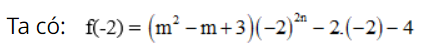 Ta có: f(-2) = (m² – m + 3)(–2)²ⁿ – 2.(–2) – 4